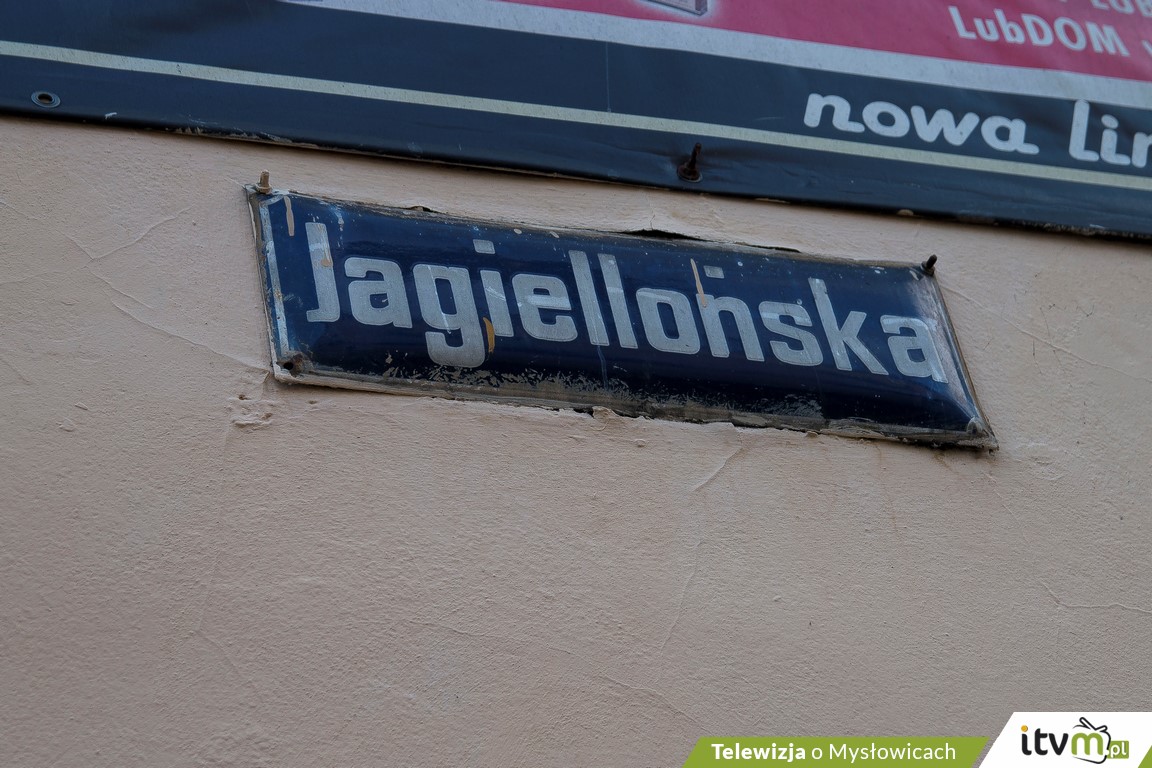 LubDOM
nowa
Jagiellońska
Telewizja o Mysłowicach
itvm.pl